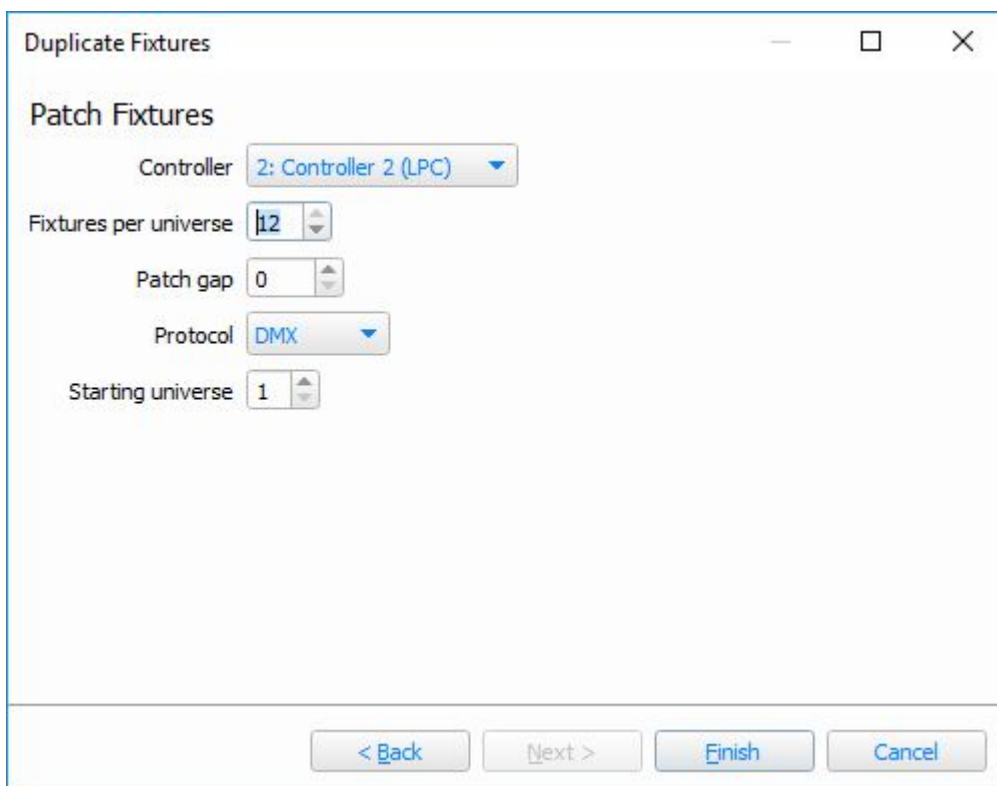 Duplicate Fixtures
Patch Fixtures
Controller 2: Controller 2 (LPC)
Fixtures per universe 12
Patch gap 0
Protocol DMX
Starting universe 1
< Back Next > Finish Cancel